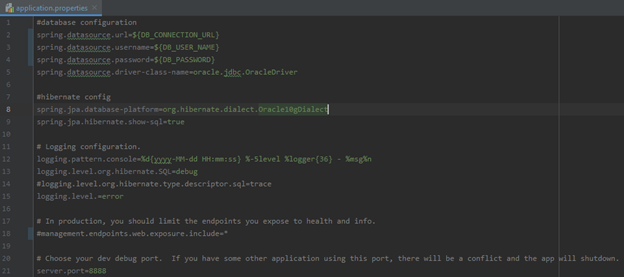 application.properties
1 #database configuration
2 spring.datasource.url=${DB_CONNECTION_URL}
3 spring.datasource.username=${DB_USER_NAME}
4 spring.datasource.password=${DB_PASSWORD}
5 spring.datasource.driver-class-name=oracle.jdbc.OracleDriver
6
7 #hibernate config
8 spring.jpa.database-platform=org.hibernate.dialect.Oracle10gDialect
9 spring.jpa.hibernate.show-sql=true
10
11 # Logging configuration.
12 logging.pattern.console=%d{yyyy-MM-dd HH:mm:ss} %-5level %logger{36} - %msg%n
13 logging.level.org.hibernate.SQL=debug
14 #logging.level.org.hibernate.type.descriptor.sql=trace
15 logging.level.=error
16
17 # In production, you should limit the endpoints you expose to health and info.
18 #management.endpoints.web.exposure.include=*
19
20 # Choose your dev debug port.  If you have some other application using this port, there will be a conflict and the app will shutdown.
21 server.port=8888